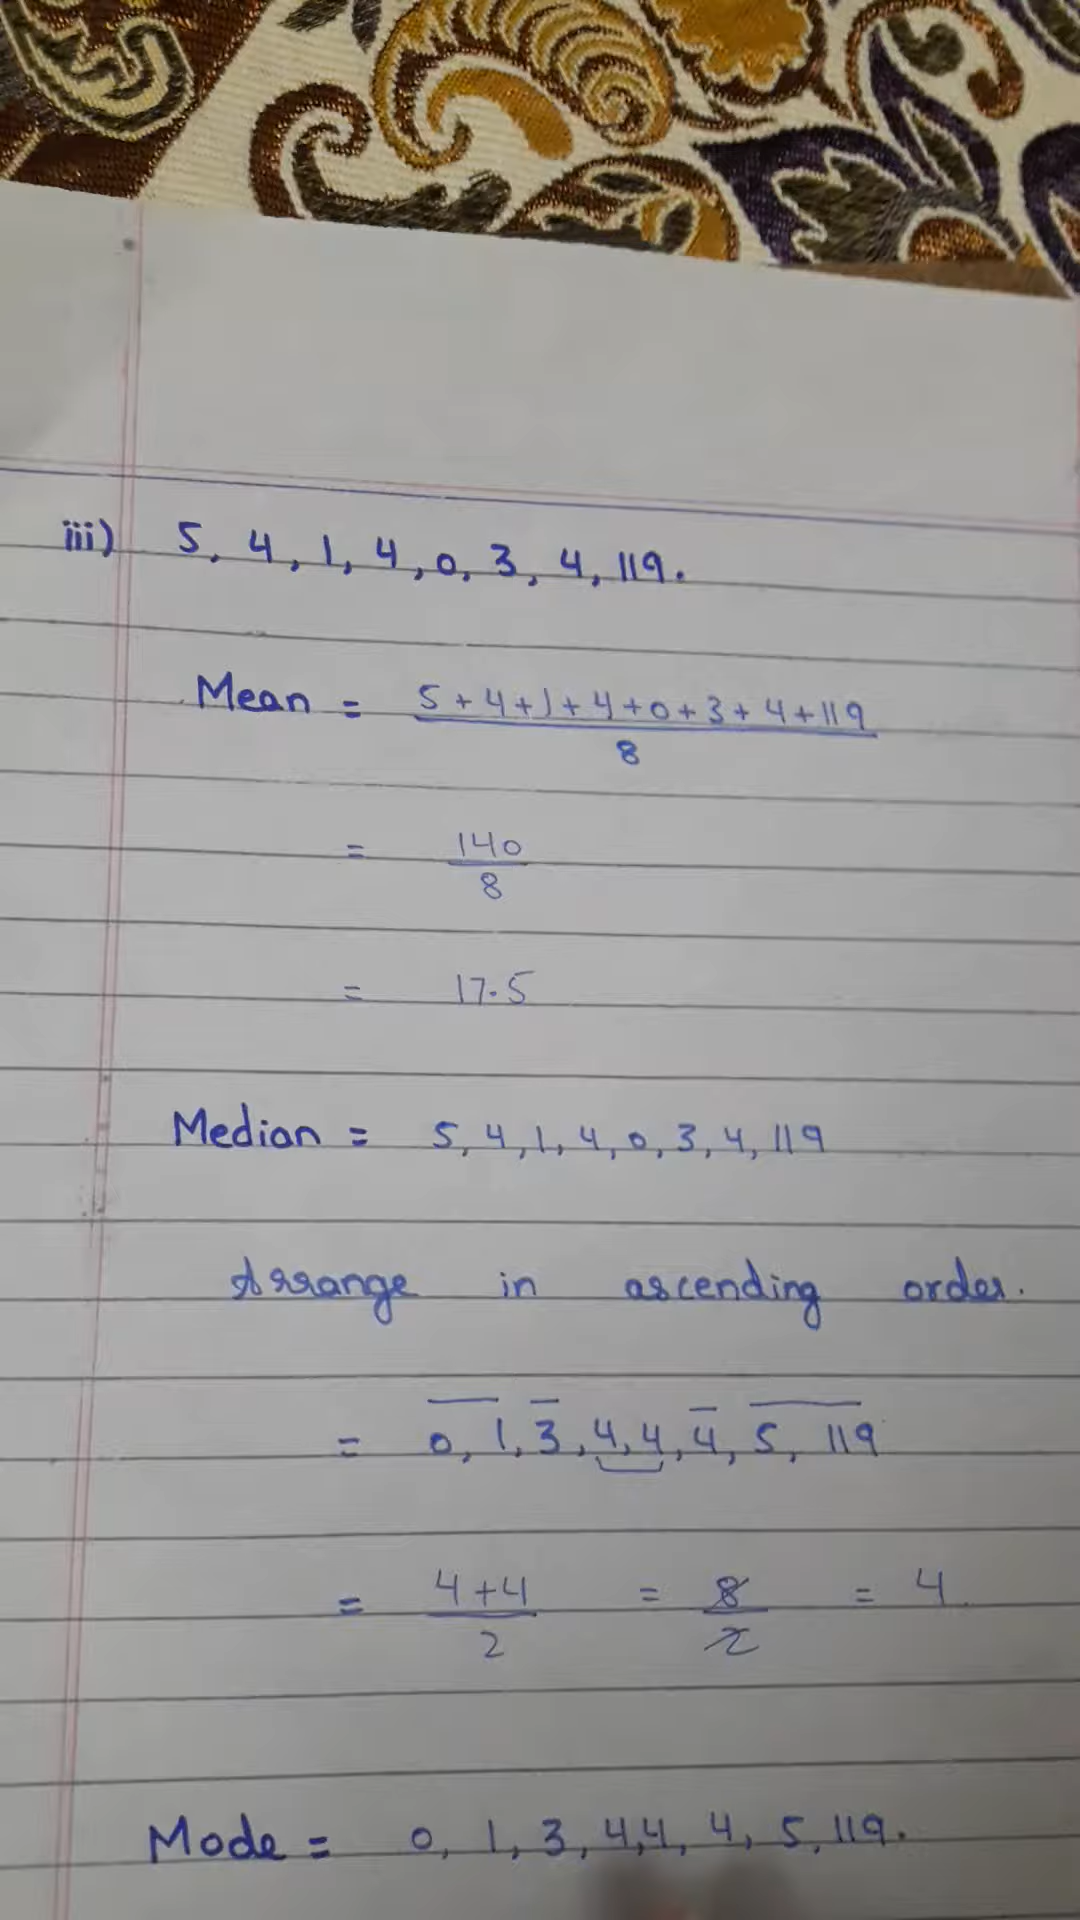 iii) 5, 4, 1, 4, 0, 3, 4, 119.
Mean = 5+4+1+4+0+3+4+119
8
= 140
8
= 17.5
Median = 5, 4, 1, 4, 0, 3, 4, 119
Arrange in ascending order.
= 0, 1, 3, 4, 4, 4, 5, 119
= 4+4 = 8 = 4
2 2
Mode = 0, 1, 3, 4, 4, 4, 5, 119.